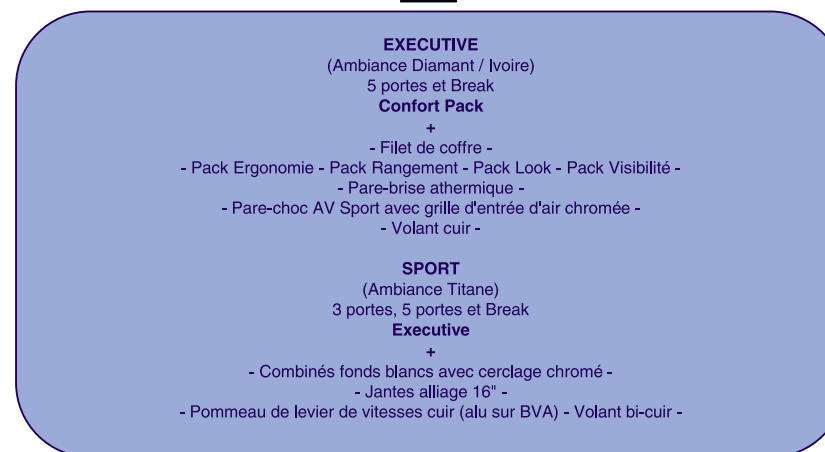 EXECUTIVE
(Ambiance Diamant / Ivoire)
5 portes et Break
Confort Pack
+
- Filet de coffre -
- Pack Ergonomie - Pack Rangement - Pack Look - Pack Visibilité -
- Pare-brise athermique -
- Pare-choc AV Sport avec grille d'entrée d'air chromée -
- Volant cuir -
SPORT
(Ambiance Titane)
3 portes, 5 portes et Break
Executive
+
- Combinés fonds blancs avec cerclage chromé -
- Jantes alliage 16" -
- Pommeau de levier de vitesses cuir (alu sur BVA) - Volant bi-cuir -